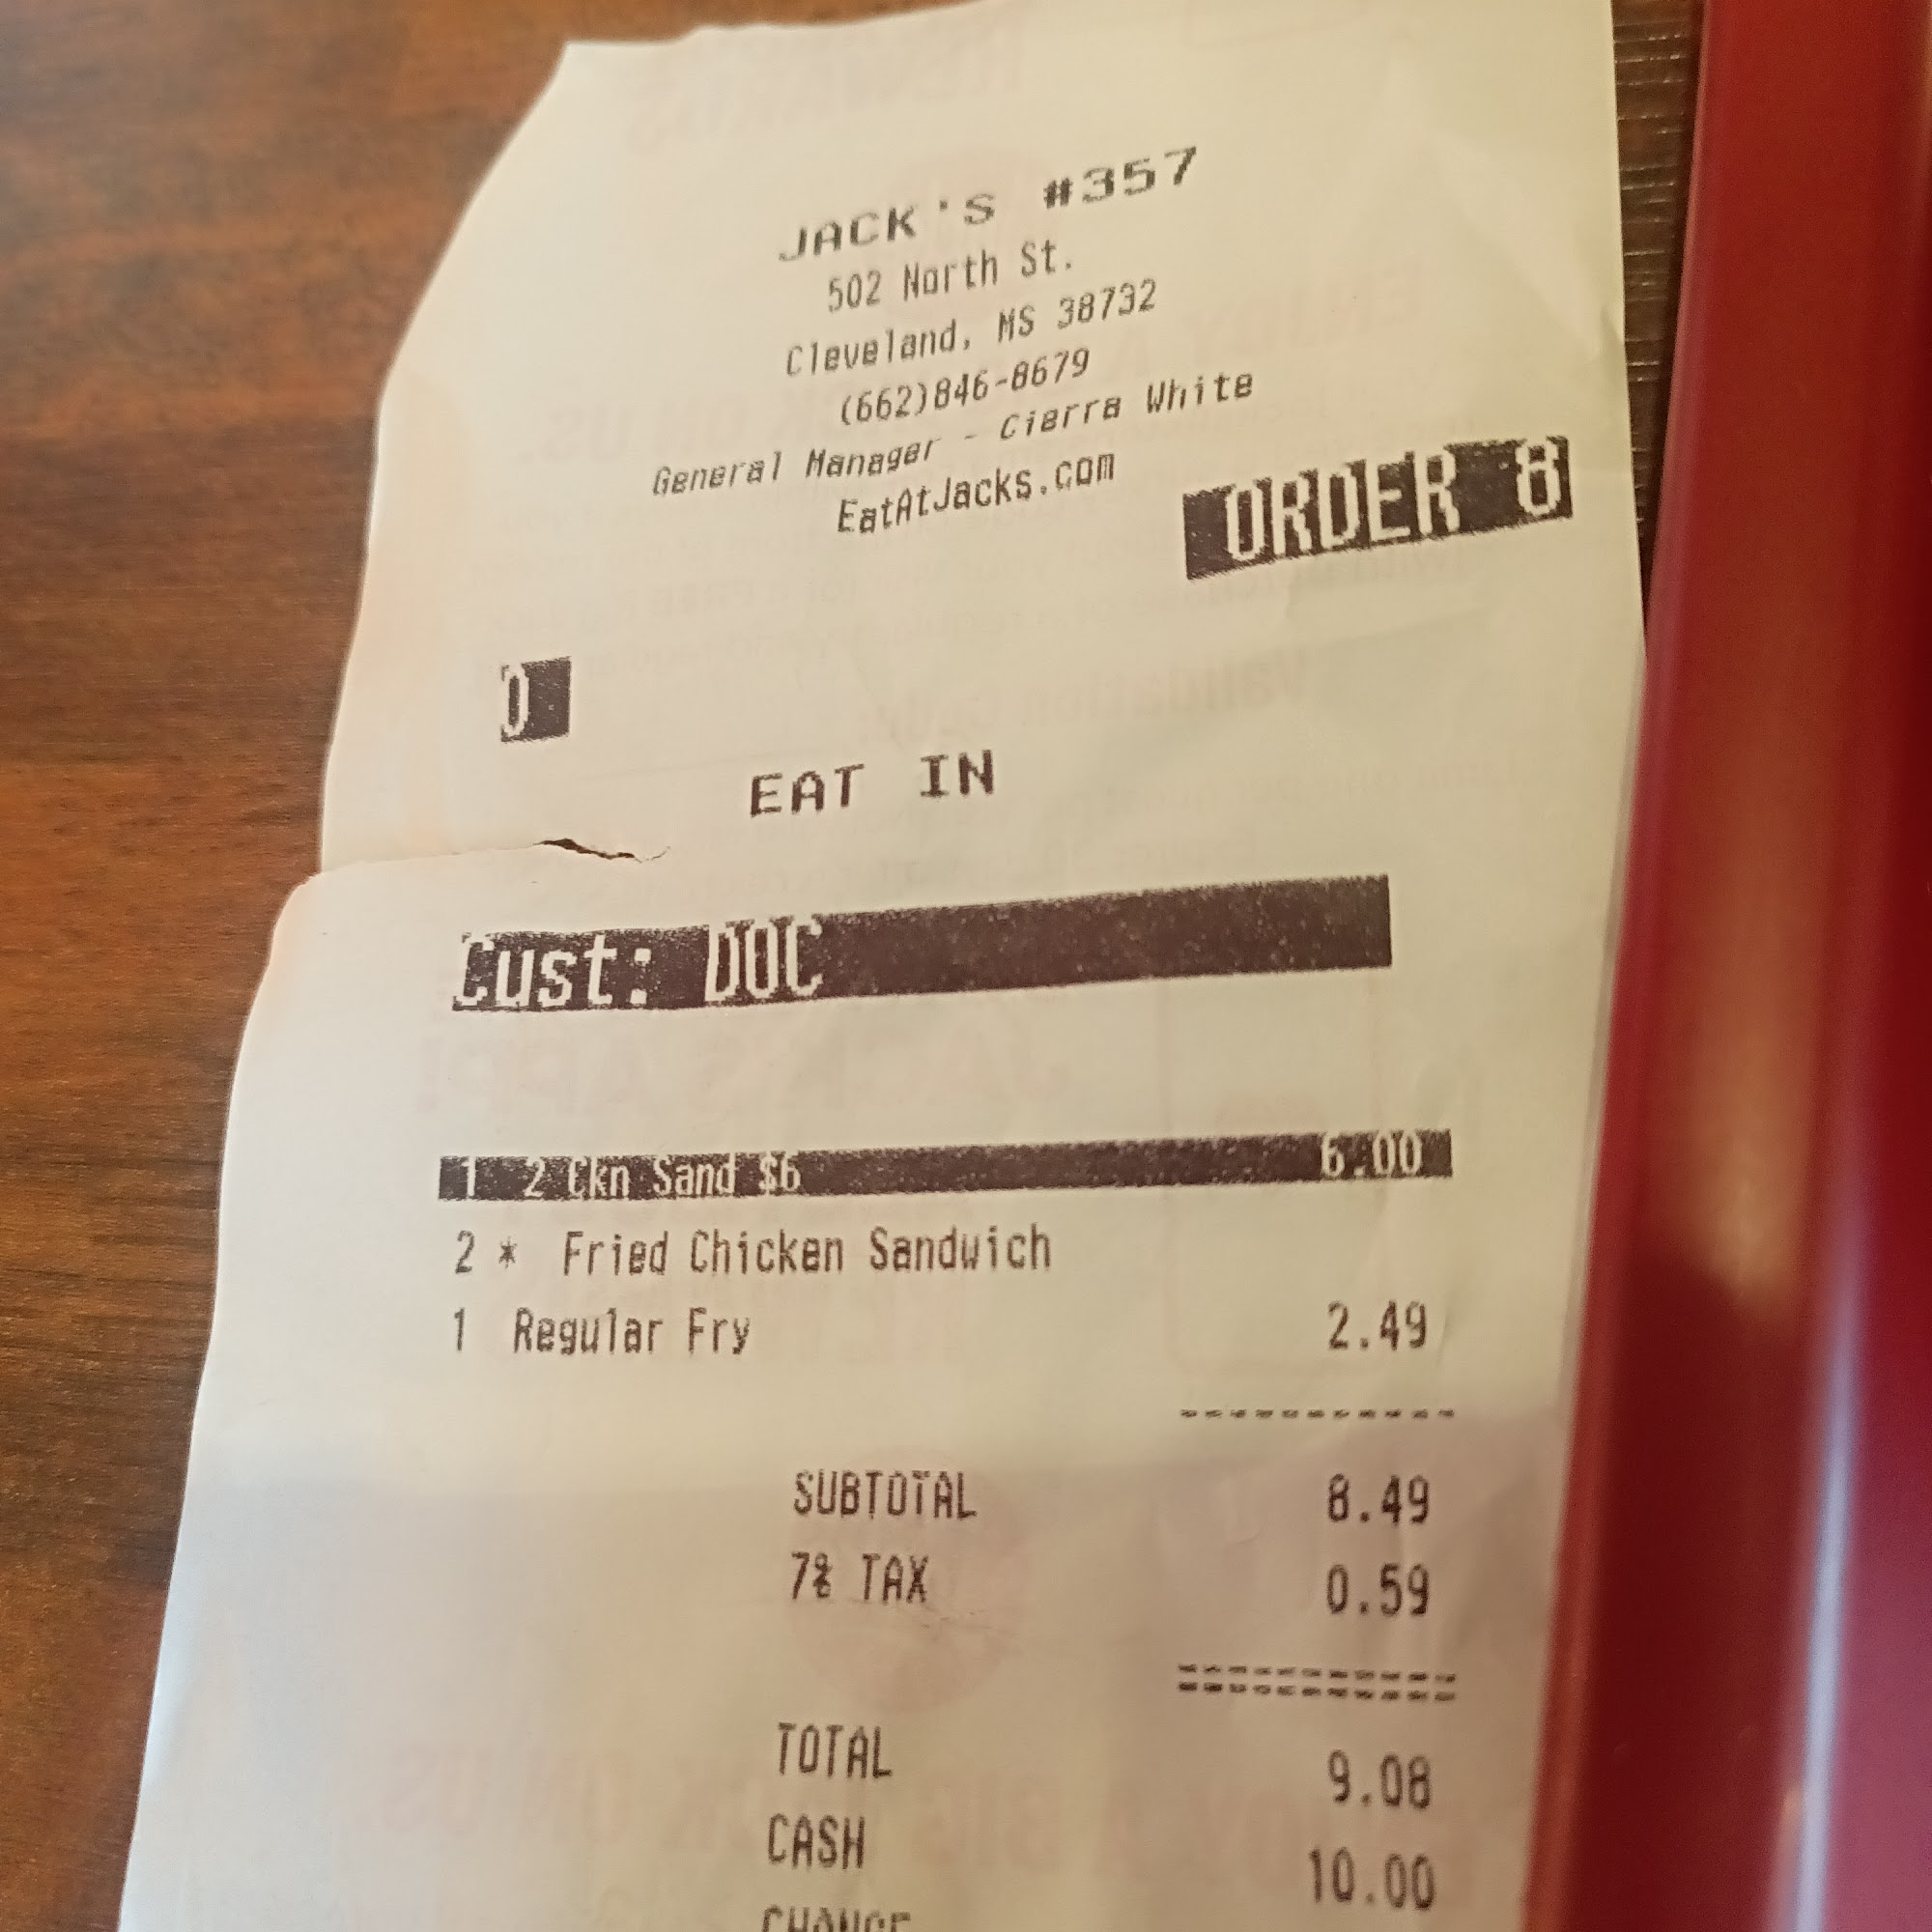 JACK's #357
502 North St.
Cleveland, MS 38732
(662)846-8679
General Manager - Cierra White
EatAtJacks.com
ORDER 8
0
EAT IN
Cust: DOC
1 2 Ckn Sand $6 6.00
2 * Fried Chicken Sandwich
1 Regular Fry 2.49
-----------
SUBTOTAL 8.49
7% TAX 0.59
===========
TOTAL 9.08
CASH 10.00
CHANGE